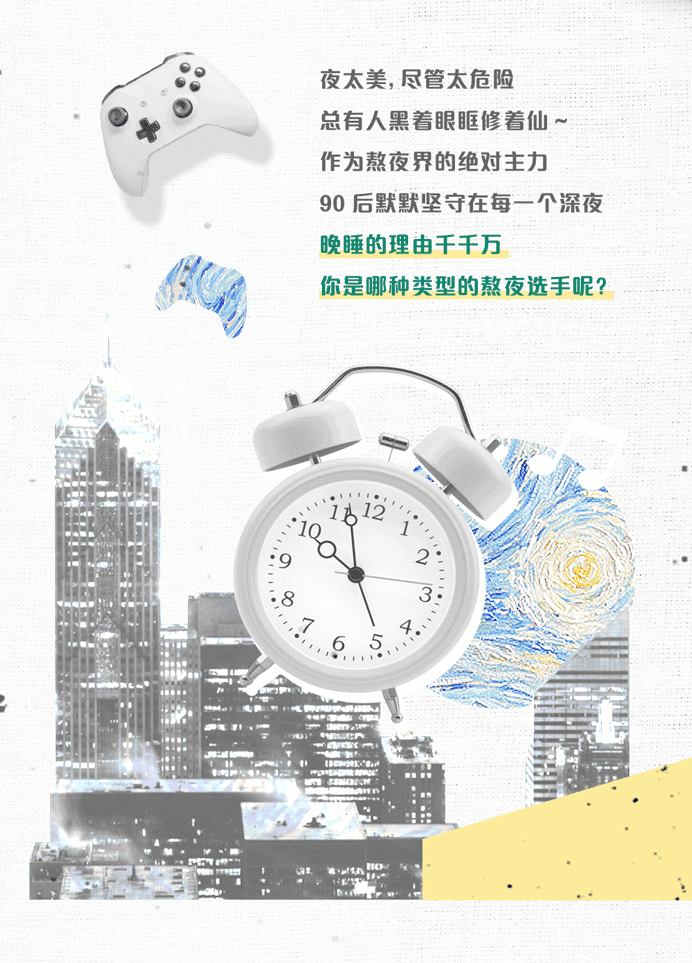 夜太美，尽管太危险
总有人黑着眼眶修着仙~
作为熬夜界的绝对主力
90后默默坚守在每一个深夜
晚睡的理由千千万
你是哪种类型的熬夜选手呢？
11 12 1
10 2
9 3
8 4
7 6 5